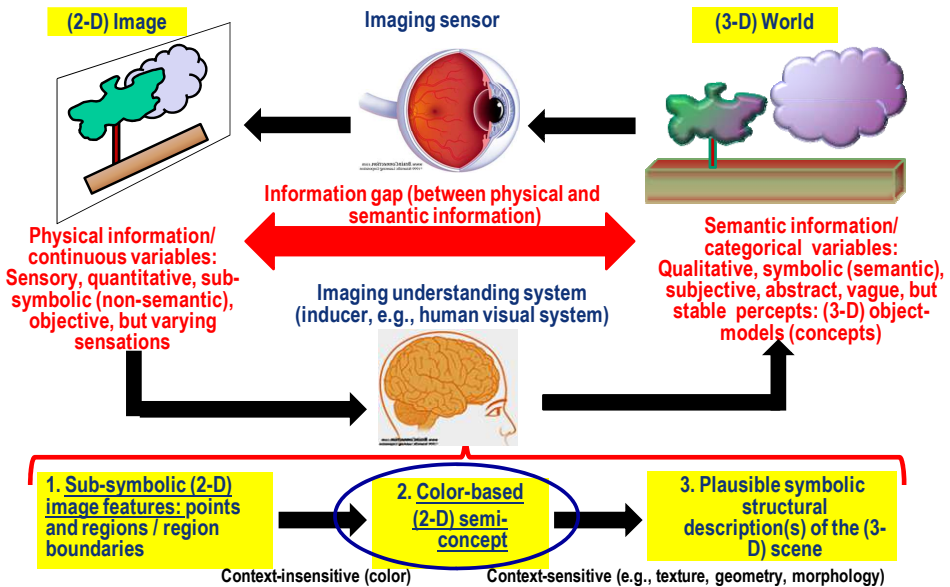 (2-D) Image
Imaging sensor
(3-D) World
Information gap (between physical and
semantic information)
Physical information/
continuous variables:
Sensory, quantitative, sub-
symbolic (non-semantic),
objective, but varying
sensations
Semantic information/
categorical variables:
Qualitative, symbolic (semantic),
subjective, abstract, vague, but
stable percepts: (3-D) object-
models (concepts)
Imaging understanding system
(inducer, e.g., human visual system)
1. Sub-symbolic (2-D)
image features: points
and regions / region
boundaries
2. Color-based
(2-D) semi-
concept
3. Plausible symbolic
structural
description(s) of the (3-
D) scene
Context-insensitive (color)
Context-sensitive (e.g., texture, geometry, morphology)